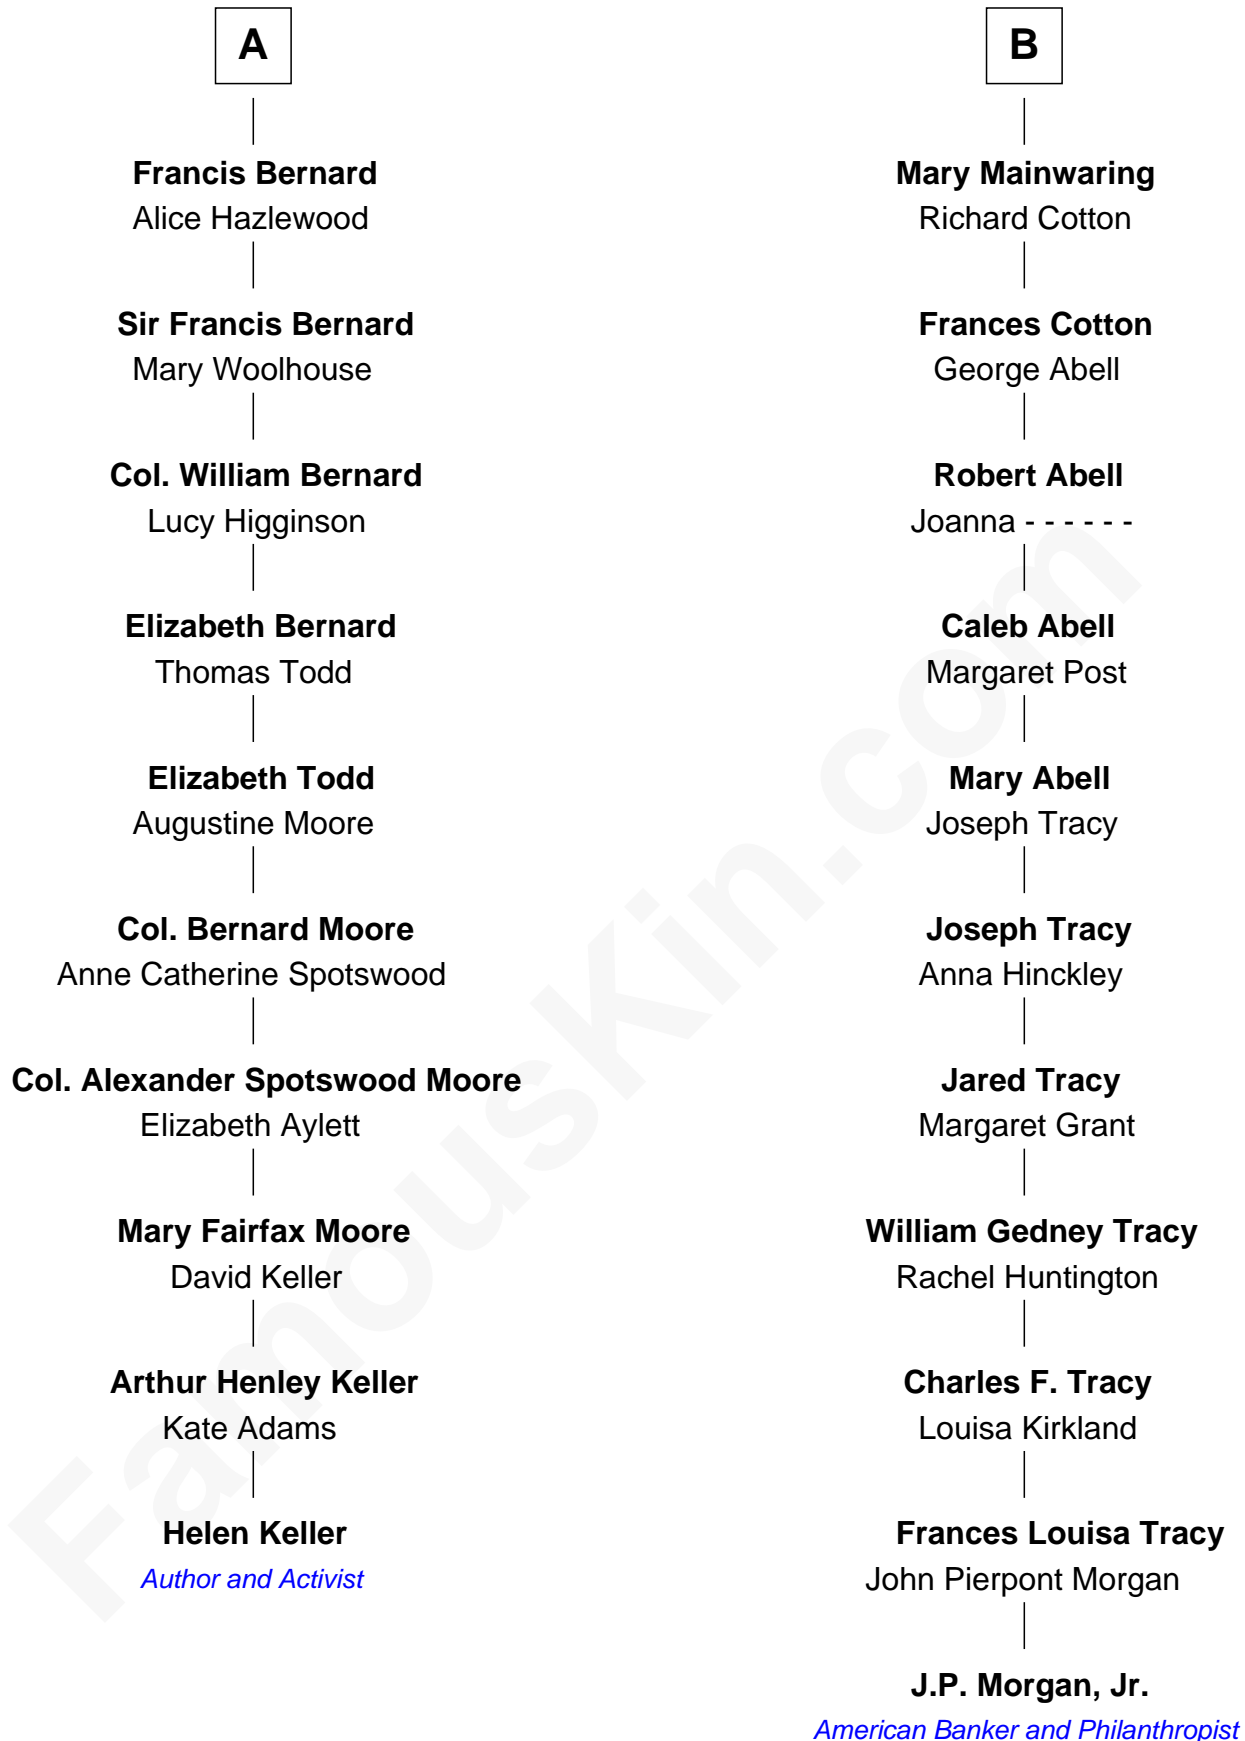 A
Francis Bernard
Alice Hazlewood
Sir Francis Bernard
Mary Woolhouse
Col. William Bernard
Lucy Higginson
Elizabeth Bernard
Thomas Todd
Elizabeth Todd
Augustine Moore
Col. Bernard Moore
Anne Catherine Spotswood
Col. Alexander Spotswood Moore
Elizabeth Aylett
Mary Fairfax Moore
David Keller
Arthur Henley Keller
Kate Adams
Helen Keller
Author and Activist
B
Mary Mainwaring
Richard Cotton
Frances Cotton
George Abell
Robert Abell
Joanna - - - - - -
Caleb Abell
Margaret Post
Mary Abell
Joseph Tracy
Joseph Tracy
Anna Hinckley
Jared Tracy
Margaret Grant
William Gedney Tracy
Rachel Huntington
Charles F. Tracy
Louisa Kirkland
Frances Louisa Tracy
John Pierpont Morgan
J.P. Morgan, Jr.
American Banker and Philanthropist
FamousKin.com